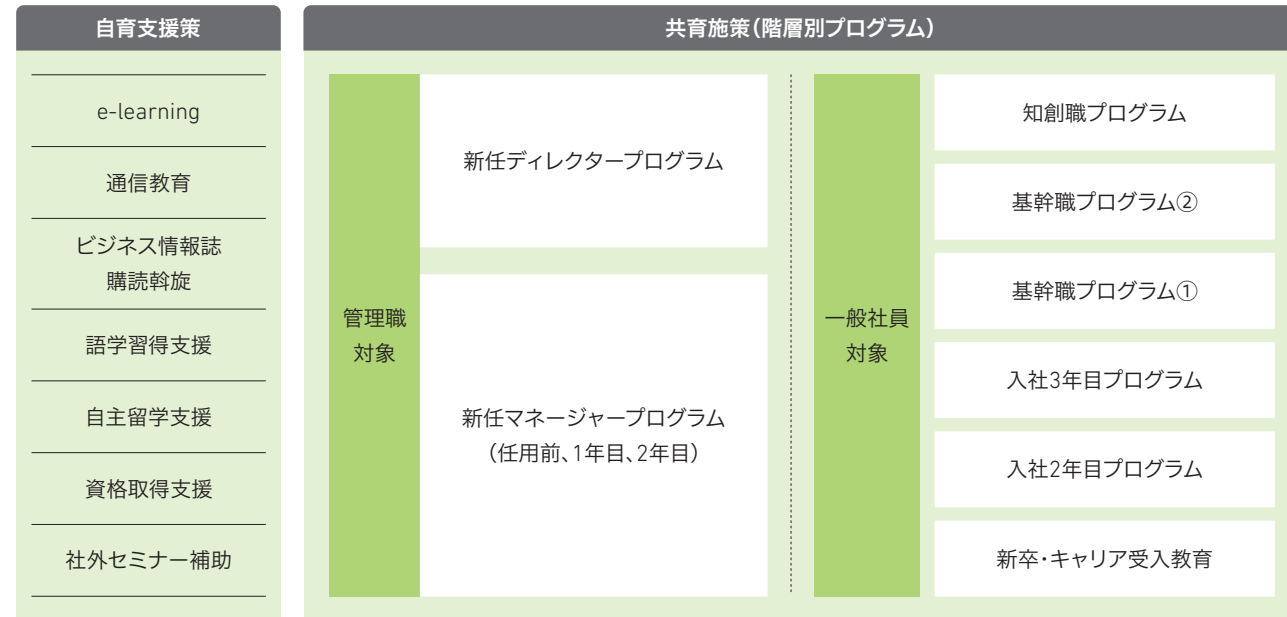 自育支援策
e-learning
通信教育
ビジネス情報誌
購読斡旋
語学習得支援
自主留学支援
資格取得支援
社外セミナー補助
共育施策（階層別プログラム）
管理職
対象
新任ディレクタープログラム
新任マネージャープログラム
（任用前、1年目、2年目）
一般社員
対象
知創職プログラム
基幹職プログラム②
基幹職プログラム①
入社3年目プログラム
入社2年目プログラム
新卒・キャリア受入教育